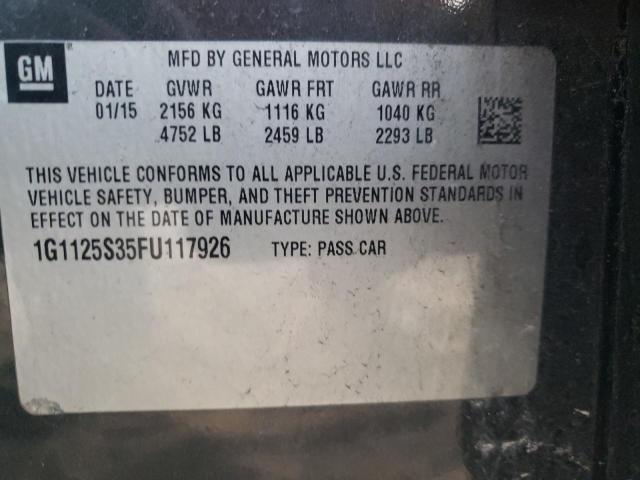 GM
MFD BY GENERAL MOTORS LLC
DATE GVWR GAWR FRT GAWR RR
01/15 2156 KG 1116 KG 1040 KG
4752 LB 2459 LB 2293 LB
THIS VEHICLE CONFORMS TO ALL APPLICABLE U.S. FEDERAL MOTOR
VEHICLE SAFETY, BUMPER, AND THEFT PREVENTION STANDARDS IN
EFFECT ON THE DATE OF MANUFACTURE SHOWN ABOVE.
1G1125S35FU117926 TYPE: PASS CAR